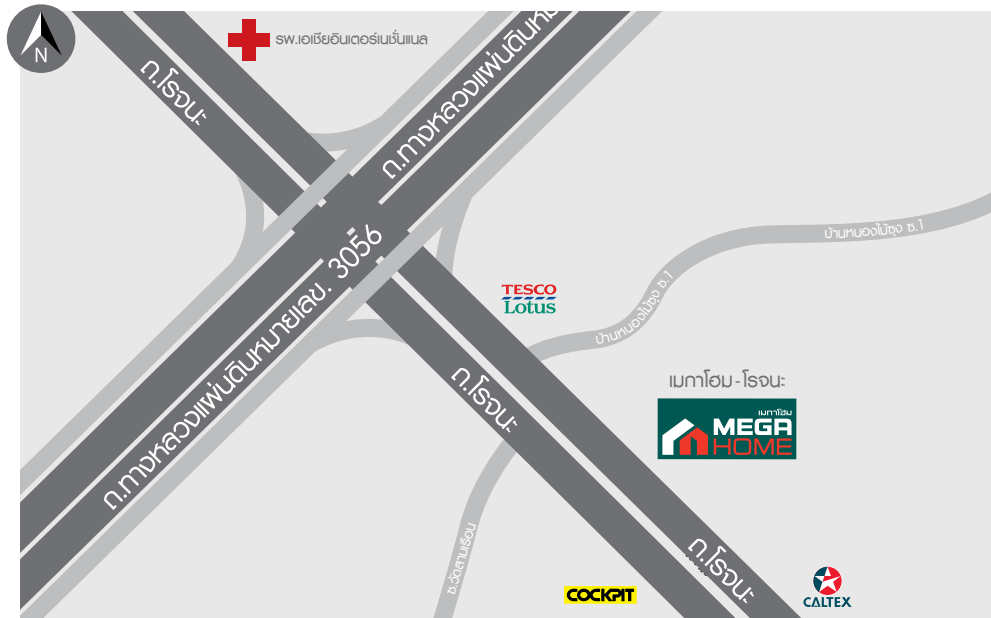 N
รพ.เอเชียอินเตอร์เนชั่นแนล
ถ.โรจนะ
ถ.ทางหลวงแผ่นดินหม
ถ.ทางหลวงแผ่นดินหมายเลข. 3056
บ้านหนองไม้ซุง ซ.1
บ้านหนองไม้ซุง ซ.1
TESCO
Lotus
ถ.โรจนะ
เมกาโฮม-โรจนะ
เมกาโฮม
MEGA
HOME
ซ.วัดสามเรือน
ถ.โรจนะ
COCKPIT
CALTEX